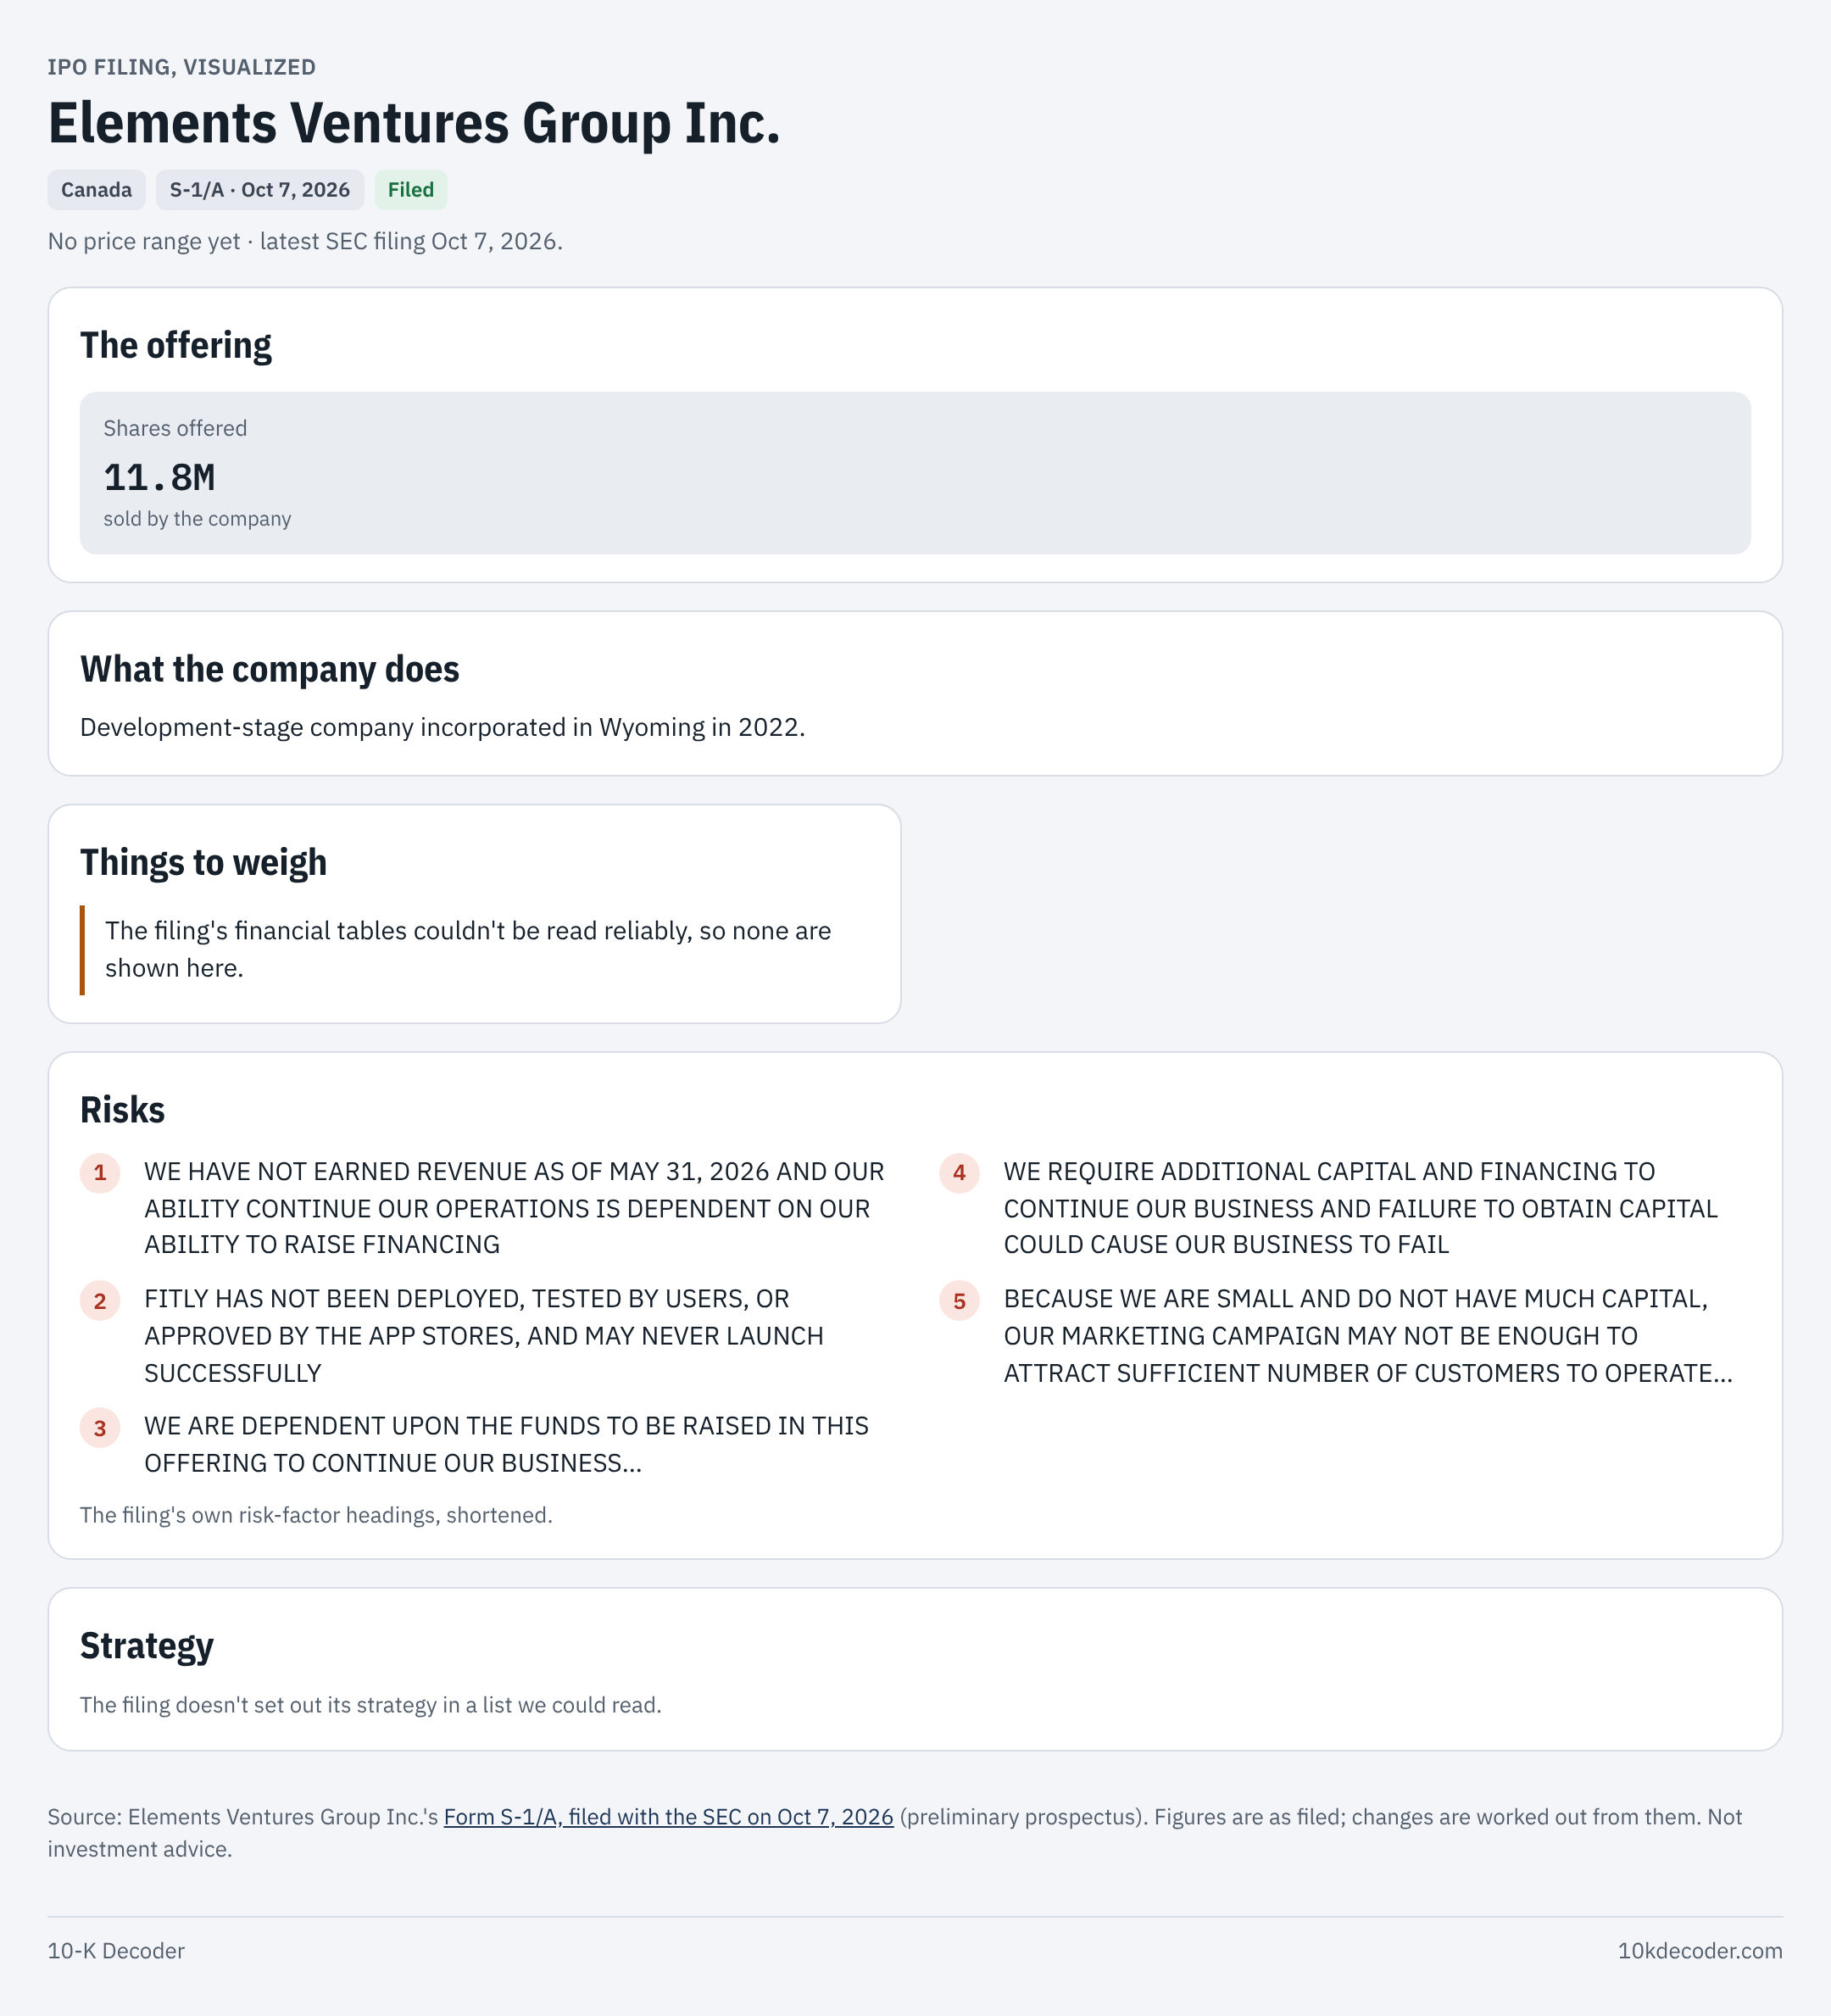 IPO FILING, VISUALIZED
Elements Ventures Group Inc.
Canada
S-1/A · Oct 7, 2026
Filed
No price range yet · latest SEC filing Oct 7, 2026.
The offering
Shares offered
11.8M
sold by the company
What the company does
Development-stage company incorporated in Wyoming in 2022.
Things to weigh
The filing's financial tables couldn't be read reliably, so none are
shown here.
Risks
1
WE HAVE NOT EARNED REVENUE AS OF MAY 31, 2026 AND OUR
ABILITY CONTINUE OUR OPERATIONS IS DEPENDENT ON OUR
ABILITY TO RAISE FINANCING
2
FITLY HAS NOT BEEN DEPLOYED, TESTED BY USERS, OR
APPROVED BY THE APP STORES, AND MAY NEVER LAUNCH
SUCCESSFULLY
3
WE ARE DEPENDENT UPON THE FUNDS TO BE RAISED IN THIS
OFFERING TO CONTINUE OUR BUSINESS...
4
WE REQUIRE ADDITIONAL CAPITAL AND FINANCING TO
CONTINUE OUR BUSINESS AND FAILURE TO OBTAIN CAPITAL
COULD CAUSE OUR BUSINESS TO FAIL
5
BECAUSE WE ARE SMALL AND DO NOT HAVE MUCH CAPITAL,
OUR MARKETING CAMPAIGN MAY NOT BE ENOUGH TO
ATTRACT SUFFICIENT NUMBER OF CUSTOMERS TO OPERATE...
The filing's own risk-factor headings, shortened.
Strategy
The filing doesn't set out its strategy in a list we could read.
Source: Elements Ventures Group Inc.'s Form S-1/A, filed with the SEC on Oct 7, 2026 (preliminary prospectus). Figures are as filed; changes are worked out from them. Not
investment advice.
10-K Decoder
10kdecoder.com